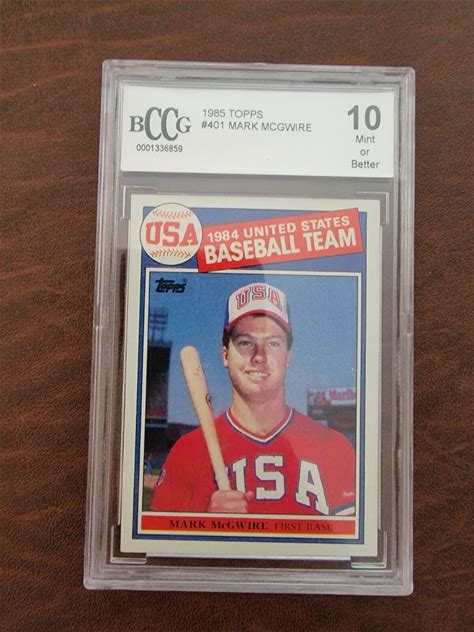 BCCG
0001336859
1985 TOPPS
#401 MARK MCGWIRE
10
Mint
or
Better
USA
1984 UNITED STATES
BASEBALL TEAM
Topps
USA
Marlboro
USA
MARK McGWIRE FIRST BASE